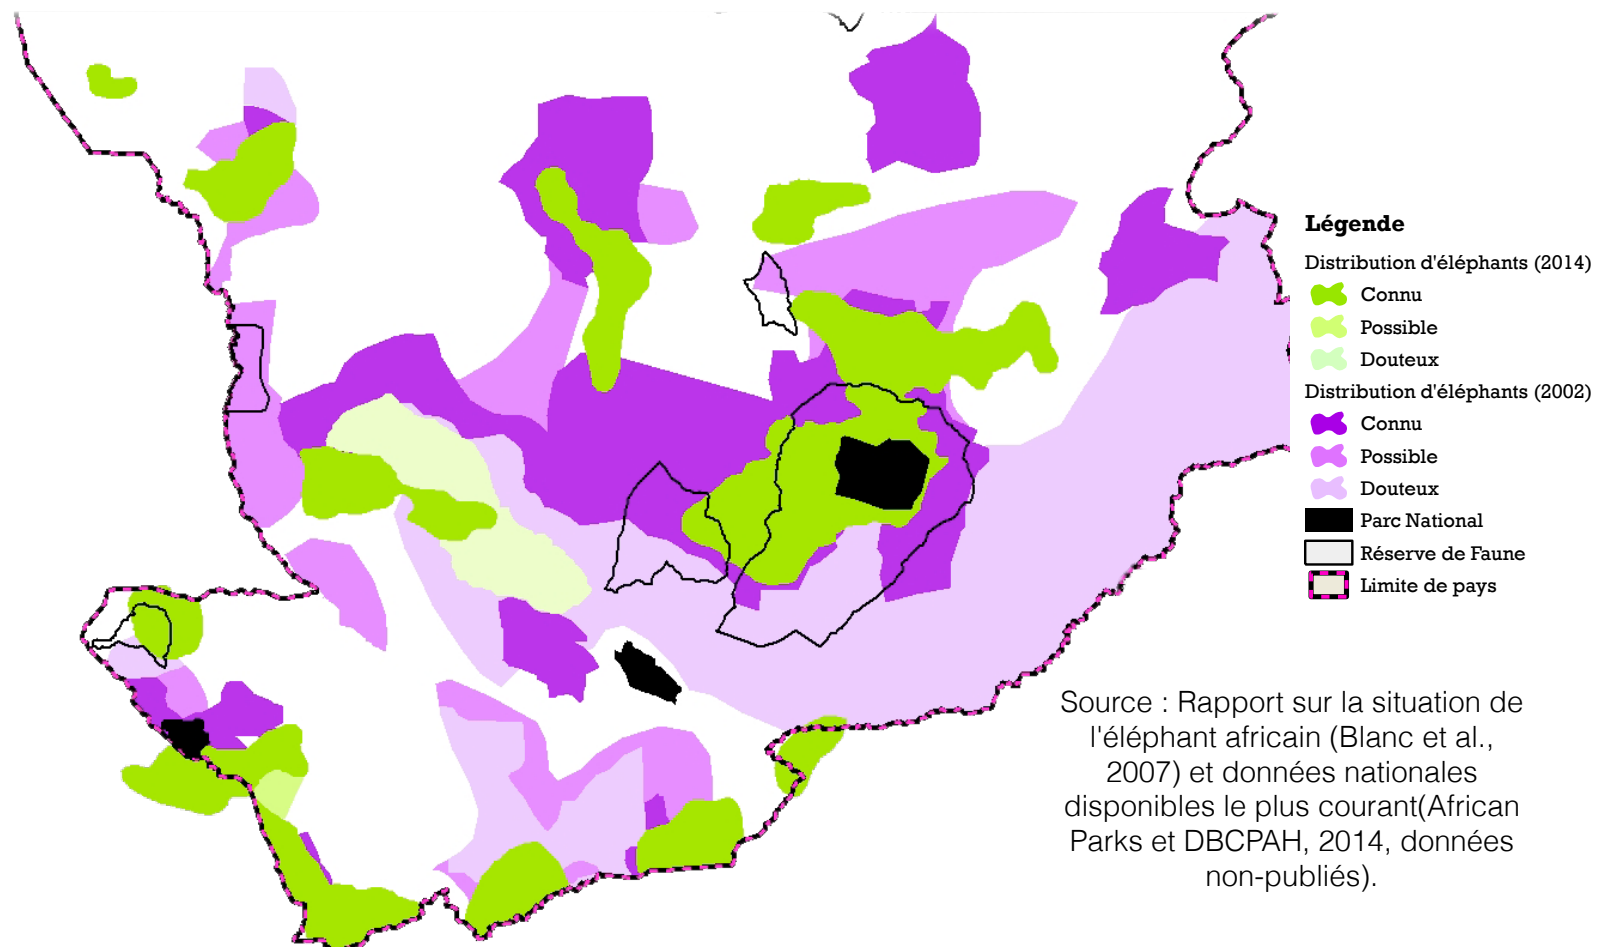 Légende
Distribution d'éléphants (2014)
Connu
Possible
Douteux
Distribution d'éléphants (2002)
Connu
Possible
Douteux
Parc National
Réserve de Faune
Limite de pays
Source : Rapport sur la situation de
l'éléphant africain (Blanc et al.,
2007) et données nationales
disponibles le plus courant(African
Parks et DBCPAH, 2014, données
non-publiés).